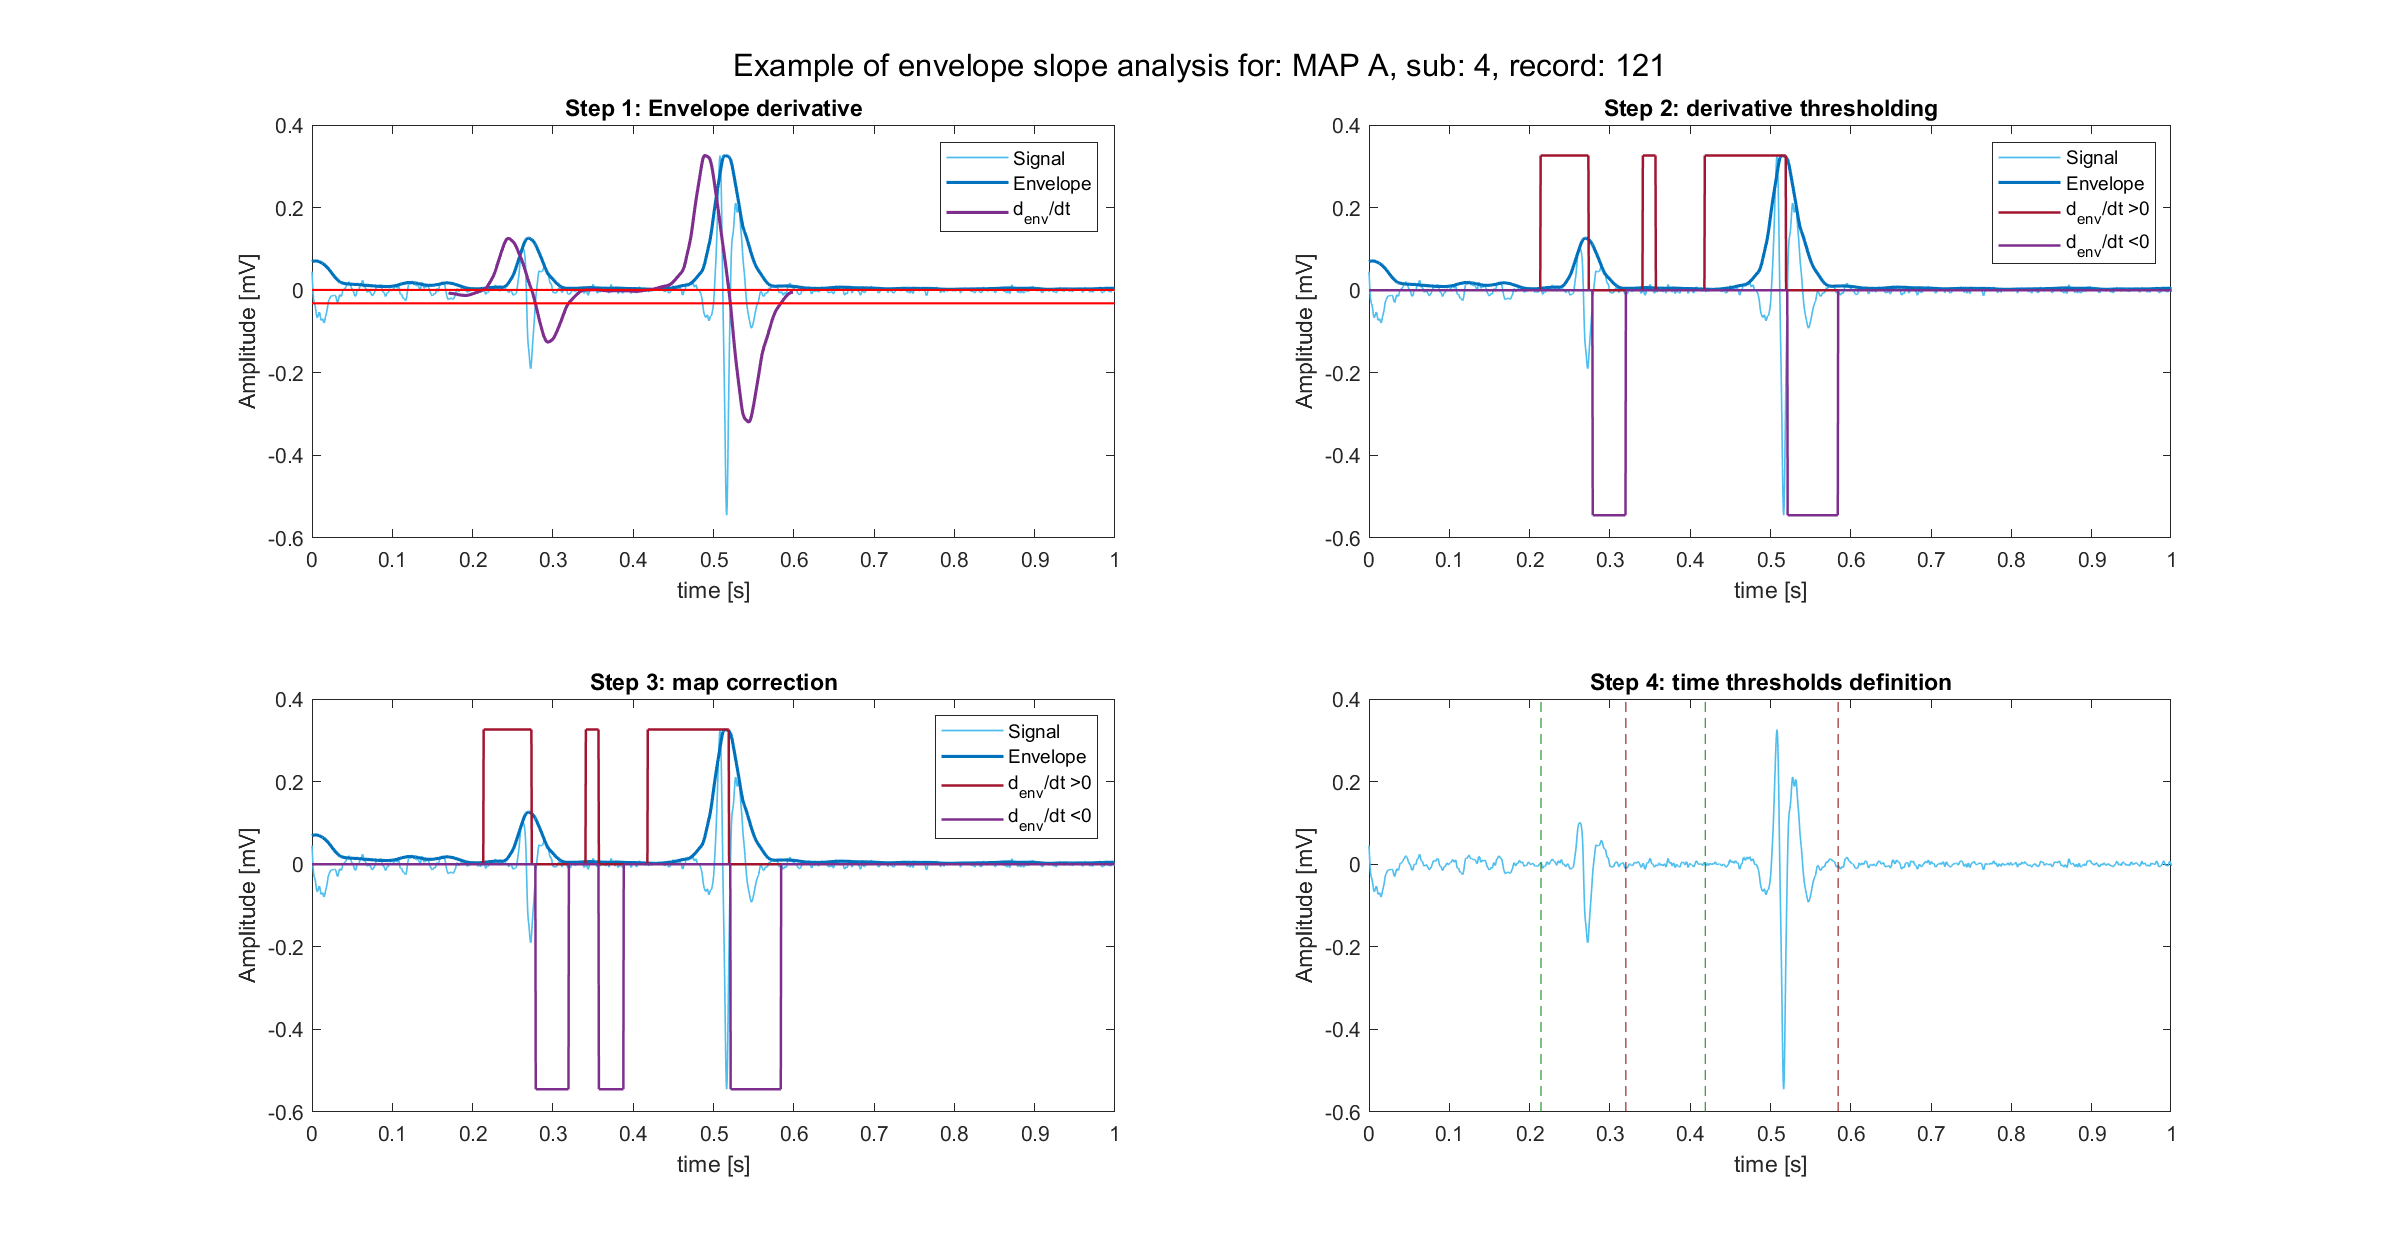 Example of envelope slope analysis for: MAP A, sub: 4, record: 121
Step 1: Envelope derivative
0.4
0.2
0
-0.2
-0.4
-0.6
Amplitude [mV]
0 0.1 0.2 0.3 0.4 0.5 0.6 0.7 0.8 0.9 1
time [s]
Signal
Envelope
d_env/dt
Step 2: derivative thresholding
0.4
0.2
0
-0.2
-0.4
-0.6
Amplitude [mV]
0 0.1 0.2 0.3 0.4 0.5 0.6 0.7 0.8 0.9 1
time [s]
Signal
Envelope
d_env/dt >0
d_env/dt <0
Step 3: map correction
0.4
0.2
0
-0.2
-0.4
-0.6
Amplitude [mV]
0 0.1 0.2 0.3 0.4 0.5 0.6 0.7 0.8 0.9 1
time [s]
Signal
Envelope
d_env/dt >0
d_env/dt <0
Step 4: time thresholds definition
0.4
0.2
0
-0.2
-0.4
-0.6
Amplitude [mV]
0 0.1 0.2 0.3 0.4 0.5 0.6 0.7 0.8 0.9 1
time [s]